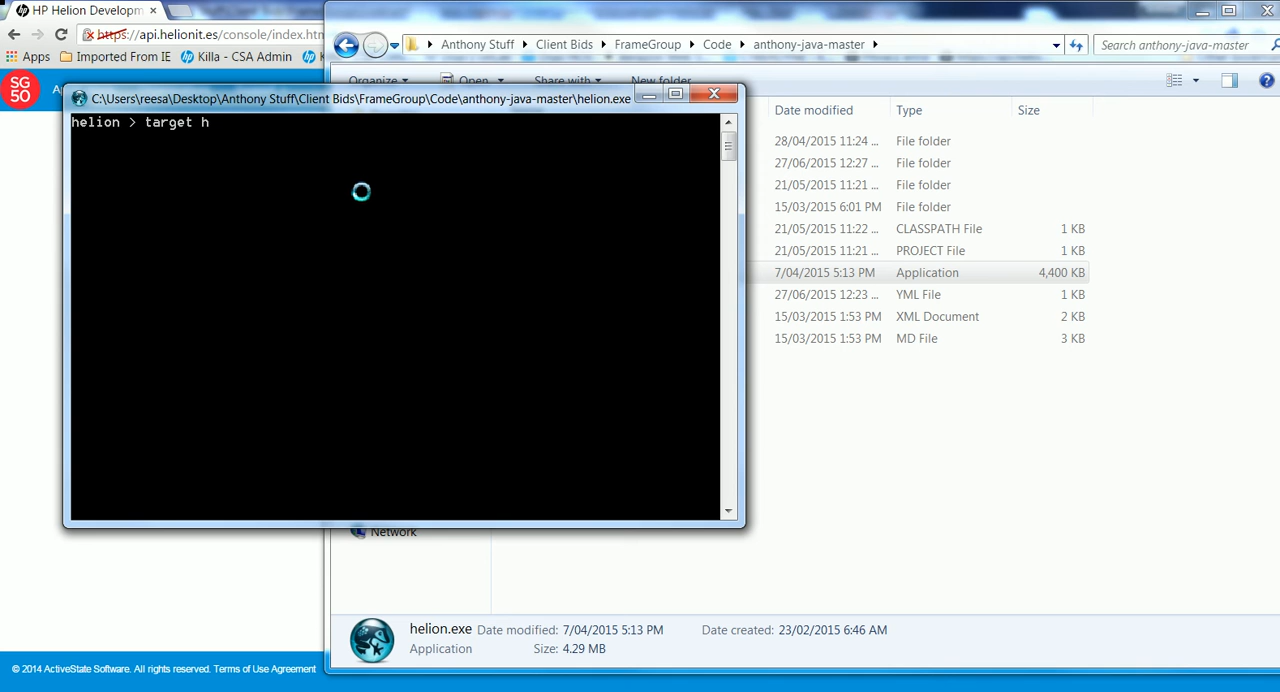 HP Helion Developm
https://api.helionit.es/console/index.htm
Apps
Imported From IE
Killa - CSA Admin
SG
50
Anthony Stuff
Client Bids
FrameGroup
Code
anthony-java-master
Search anthony-java-master
Organize
Open
Share with
New folder
C:\Users\reesa\Desktop\Anthony Stuff\Client Bids\FrameGroup\Code\anthony-java-master\helion.exe
helion > target h
Date modified Type Size
28/04/2015 11:24 ... File folder
27/06/2015 12:27 ... File folder
21/05/2015 11:21 ... File folder
15/03/2015 6:01 PM File folder
21/05/2015 11:22 ... CLASSPATH File 1 KB
21/05/2015 11:21 ... PROJECT File 1 KB
7/04/2015 5:13 PM Application 4,400 KB
27/06/2015 12:23 ... YML File 1 KB
15/03/2015 1:53 PM XML Document 2 KB
15/03/2015 1:53 PM MD File 3 KB
Network
helion.exe Date modified: 7/04/2015 5:13 PM Date created: 23/02/2015 6:46 AM
Application Size: 4.29 MB
© 2014 ActiveState Software. All rights reserved. Terms of Use Agreement